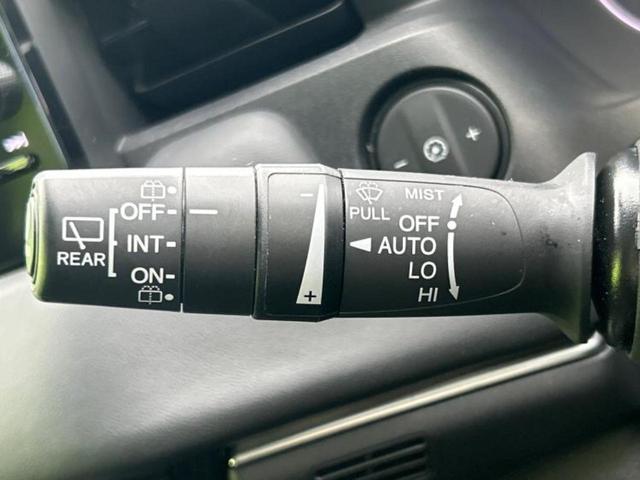 REAR
OFF
INT
ON
-
+
PULL
MIST
OFF
AUTO
LO
HI
-
+